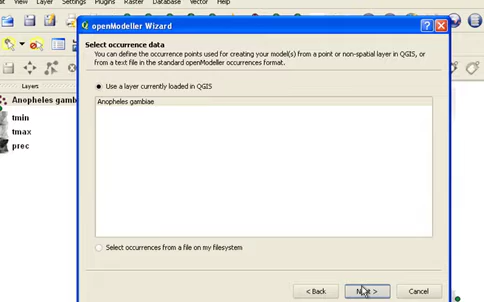 View Layer Settings Plugins Raster Database Vector Help
openModeller Wizard
Select occurrence data
You can define the occurrence points used for creating your model(s) from a point or non-spatial layer in QGIS, or
from a text file in the standard openModeller occurrences format.
Layers
Use a layer currently loaded in QGIS
Anopheles gambiae
Anopheles gamb
tmin
tmax
prec
Select occurrences from a file on my filesystem
< Back
Next >
Cancel